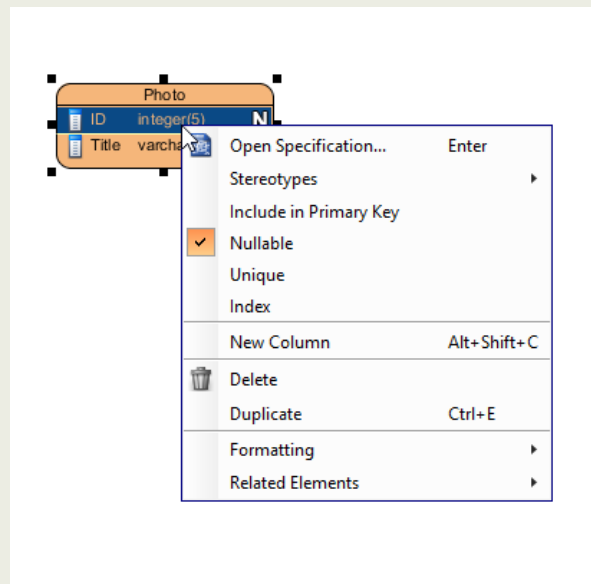 Photo
ID integer(5) N
Title varcha
Open Specification... Enter
Stereotypes
Include in Primary Key
Nullable
Unique
Index
New Column Alt+Shift+C
Delete
Duplicate Ctrl+E
Formatting
Related Elements